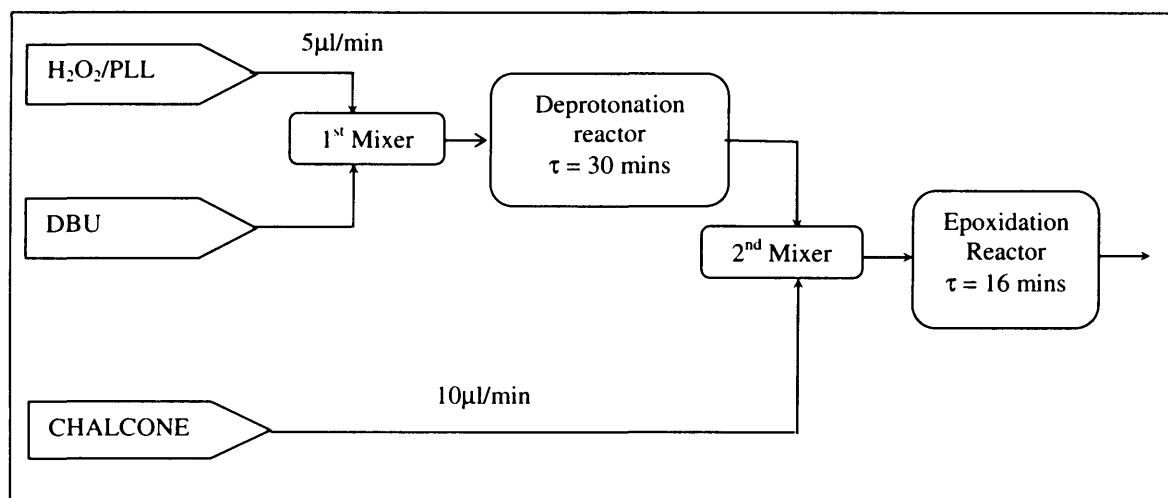 5µl/min
H₂O₂/PLL
1st Mixer
Deprotonation
reactor
τ = 30 mins
DBU
2nd Mixer
Epoxidation
Reactor
τ = 16 mins
10µl/min
CHALCONE